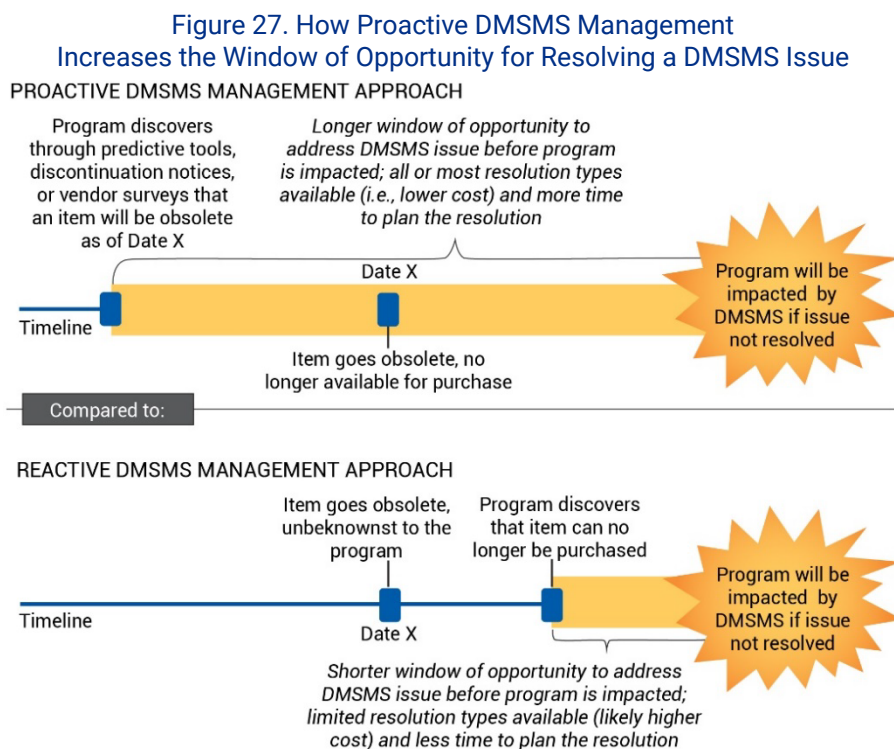 Figure 27. How Proactive DMSMS Management
Increases the Window of Opportunity for Resolving a DMSMS Issue
PROACTIVE DMSMS MANAGEMENT APPROACH
Program discovers
through predictive tools,
discontinuation notices,
or vendor surveys that
an item will be obsolete
as of Date X
Longer window of opportunity to
address DMSMS issue before program
is impacted; all or most resolution types
available (i.e., lower cost) and more time
to plan the resolution
Date X
Program will be
impacted by
DMSMS if issue
not resolved
Timeline
Item goes obsolete, no
longer available for purchase
Compared to:
REACTIVE DMSMS MANAGEMENT APPROACH
Item goes obsolete,
unbeknownst to the
program
Program discovers
that item can no
longer be purchased
Program will be
impacted by
DMSMS if issue
not resolved
Timeline
Date X
Shorter window of opportunity to address
DMSMS issue before program is impacted;
limited resolution types available (likely higher
cost) and less time to plan the resolution